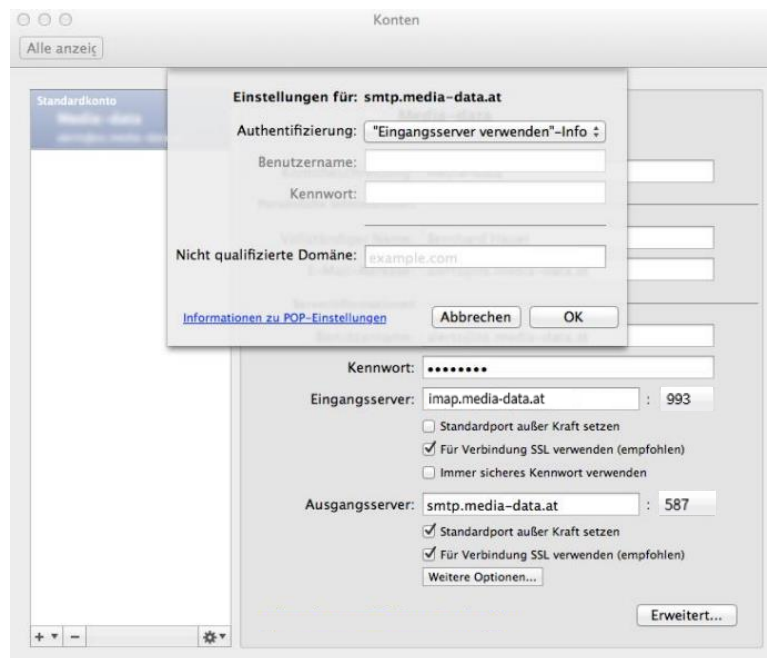 Konten
Alle anzeig
Standardkonto
Einstellungen für: smtp.media-data.at
Authentifizierung: "Eingangsserver verwenden"-Info
Benutzername:
Kennwort:
Nicht qualifizierte Domäne: example.com
Informationen zu POP-Einstellungen Abbrechen OK
Kennwort: ••••••••
Eingangsserver: imap.media-data.at : 993
Standardport außer Kraft setzen
Für Verbindung SSL verwenden (empfohlen)
Immer sicheres Kennwort verwenden
Ausgangsserver: smtp.media-data.at : 587
Standardport außer Kraft setzen
Für Verbindung SSL verwenden (empfohlen)
Weitere Optionen...
Erweitert...